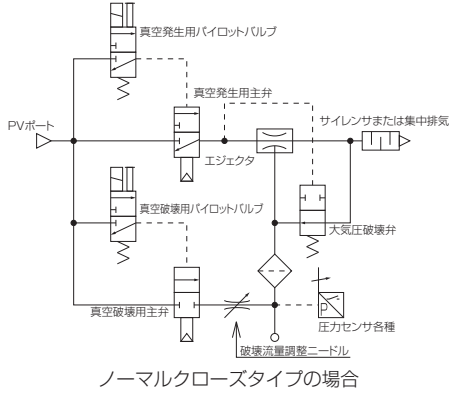 真空発生用パイロットバルブ
真空発生用主弁
PVポート
サイレンサまたは集中排気
エジェクタ
真空破壊用パイロットバルブ
大気圧破壊弁
真空破壊用主弁
P
圧力センサ各種
破壊流量調整ニードル
ノーマルクローズタイプの場合